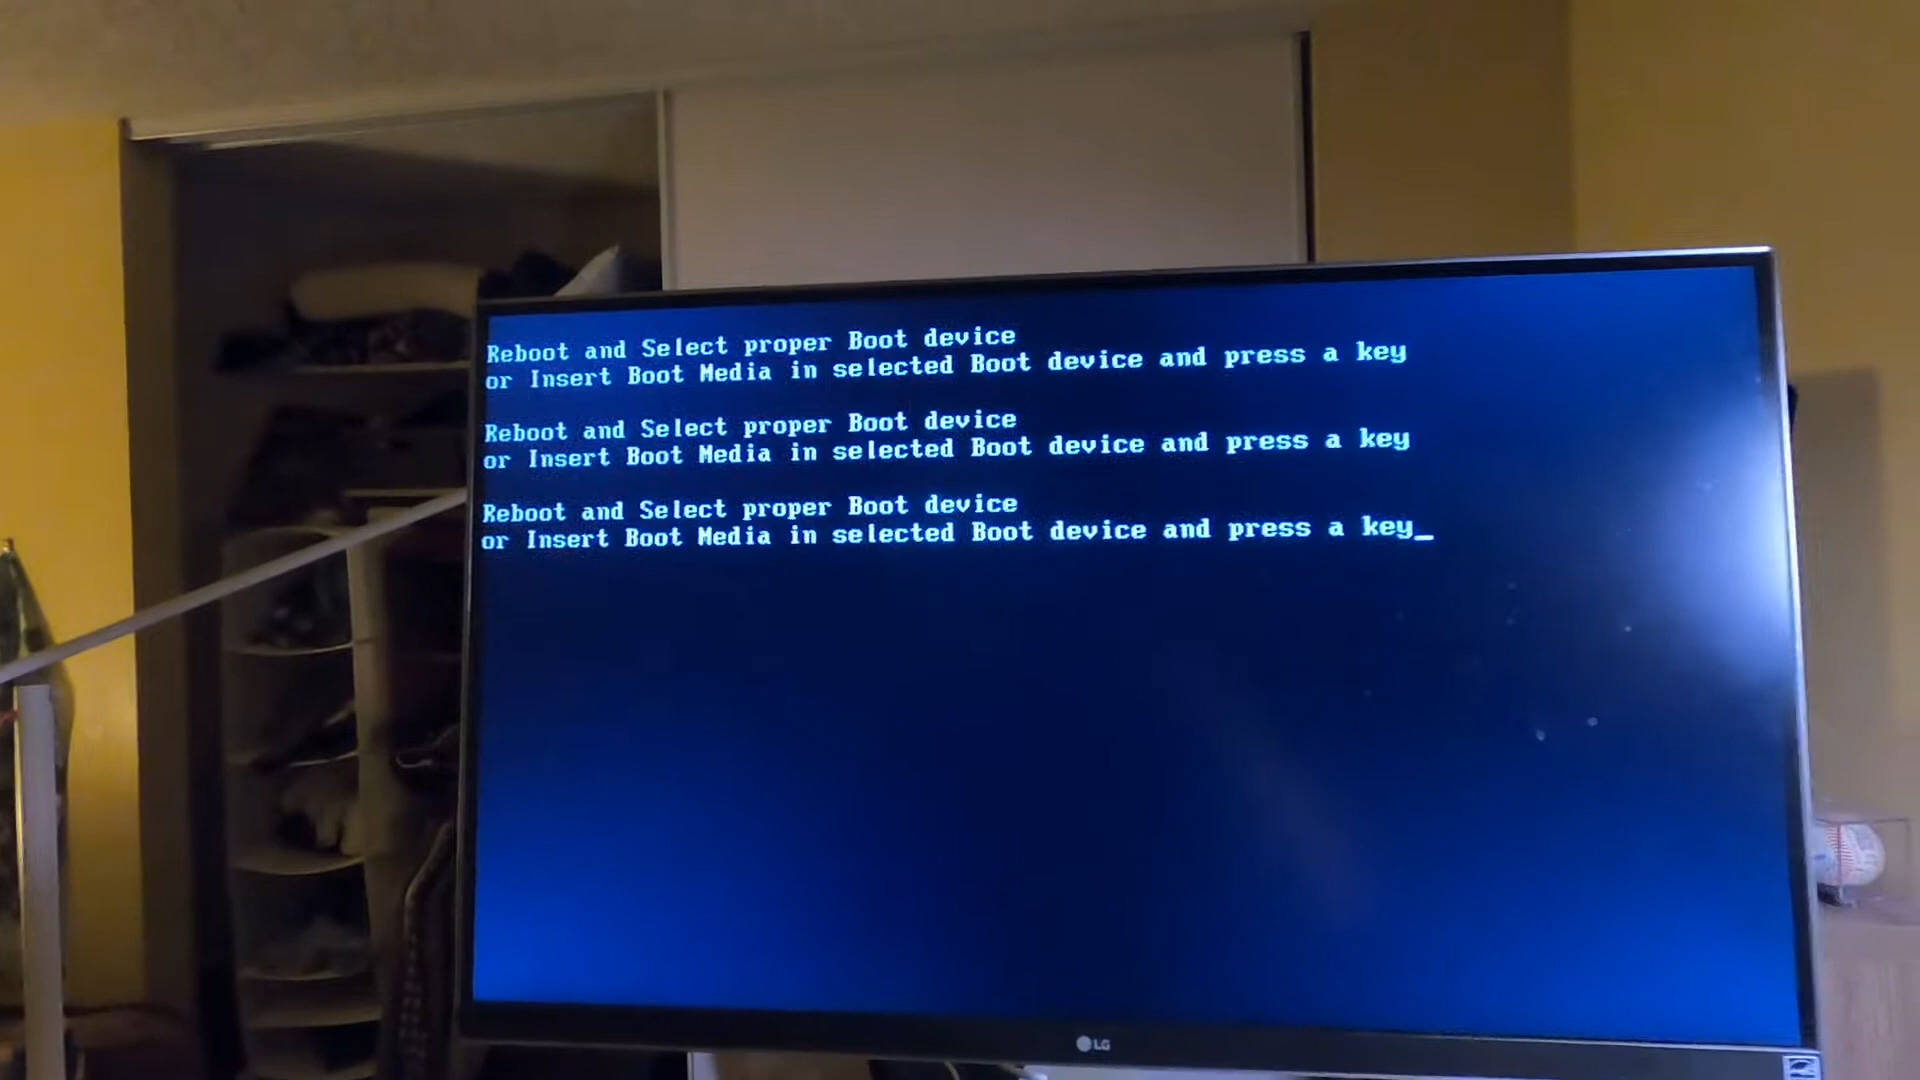 Reboot and Select proper Boot device
or Insert Boot Media in selected Boot device and press a key
Reboot and Select proper Boot device
or Insert Boot Media in selected Boot device and press a key
Reboot and Select proper Boot device
or Insert Boot Media in selected Boot device and press a key_
LG